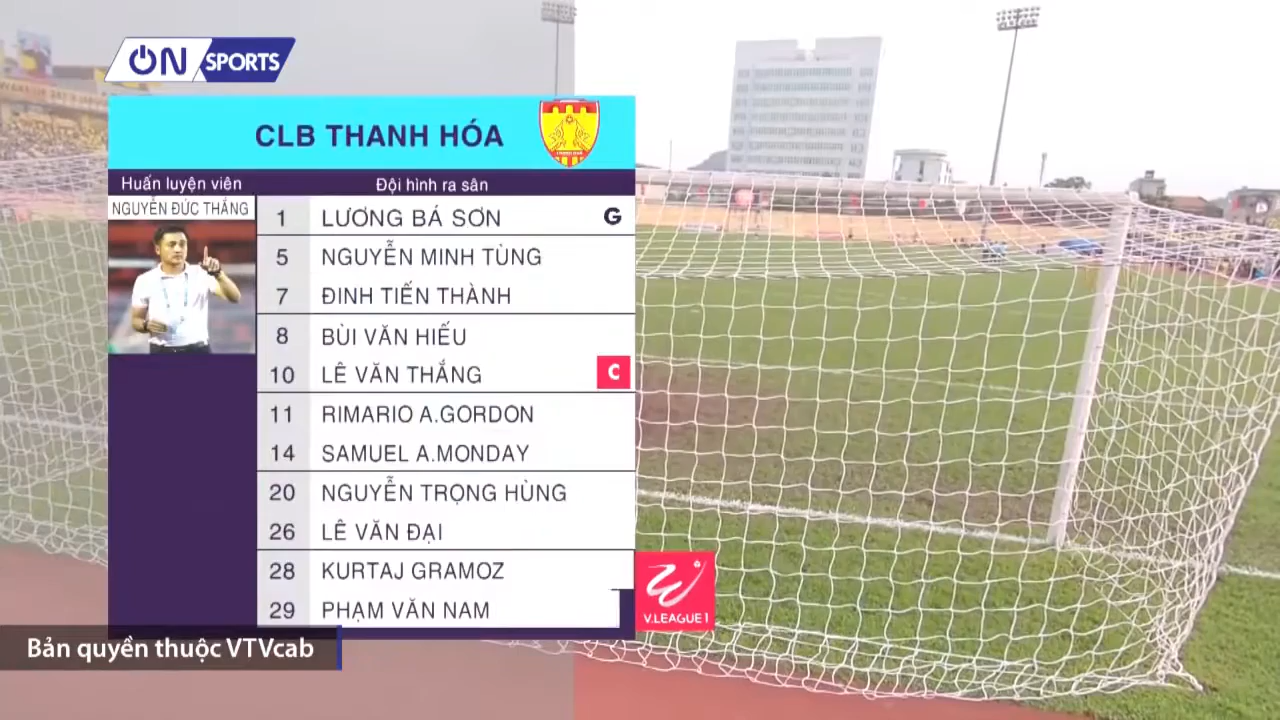 ON SPORTS
CLB THANH HÓA
Huấn luyện viên
Đội hình ra sân
NGUYỄN ĐỨC THẮNG
1 LƯƠNG BÁ SƠN G
5 NGUYỄN MINH TÙNG
7 ĐINH TIẾN THÀNH
8 BÙI VĂN HIẾU
10 LÊ VĂN THẮNG C
11 RIMARIO A.GORDON
14 SAMUEL A.MONDAY
20 NGUYỄN TRỌNG HÙNG
26 LÊ VĂN ĐẠI
28 KURTAJ GRAMOZ
29 PHẠM VĂN NAM
V.LEAGUE 1
Bản quyền thuộc VTVcab